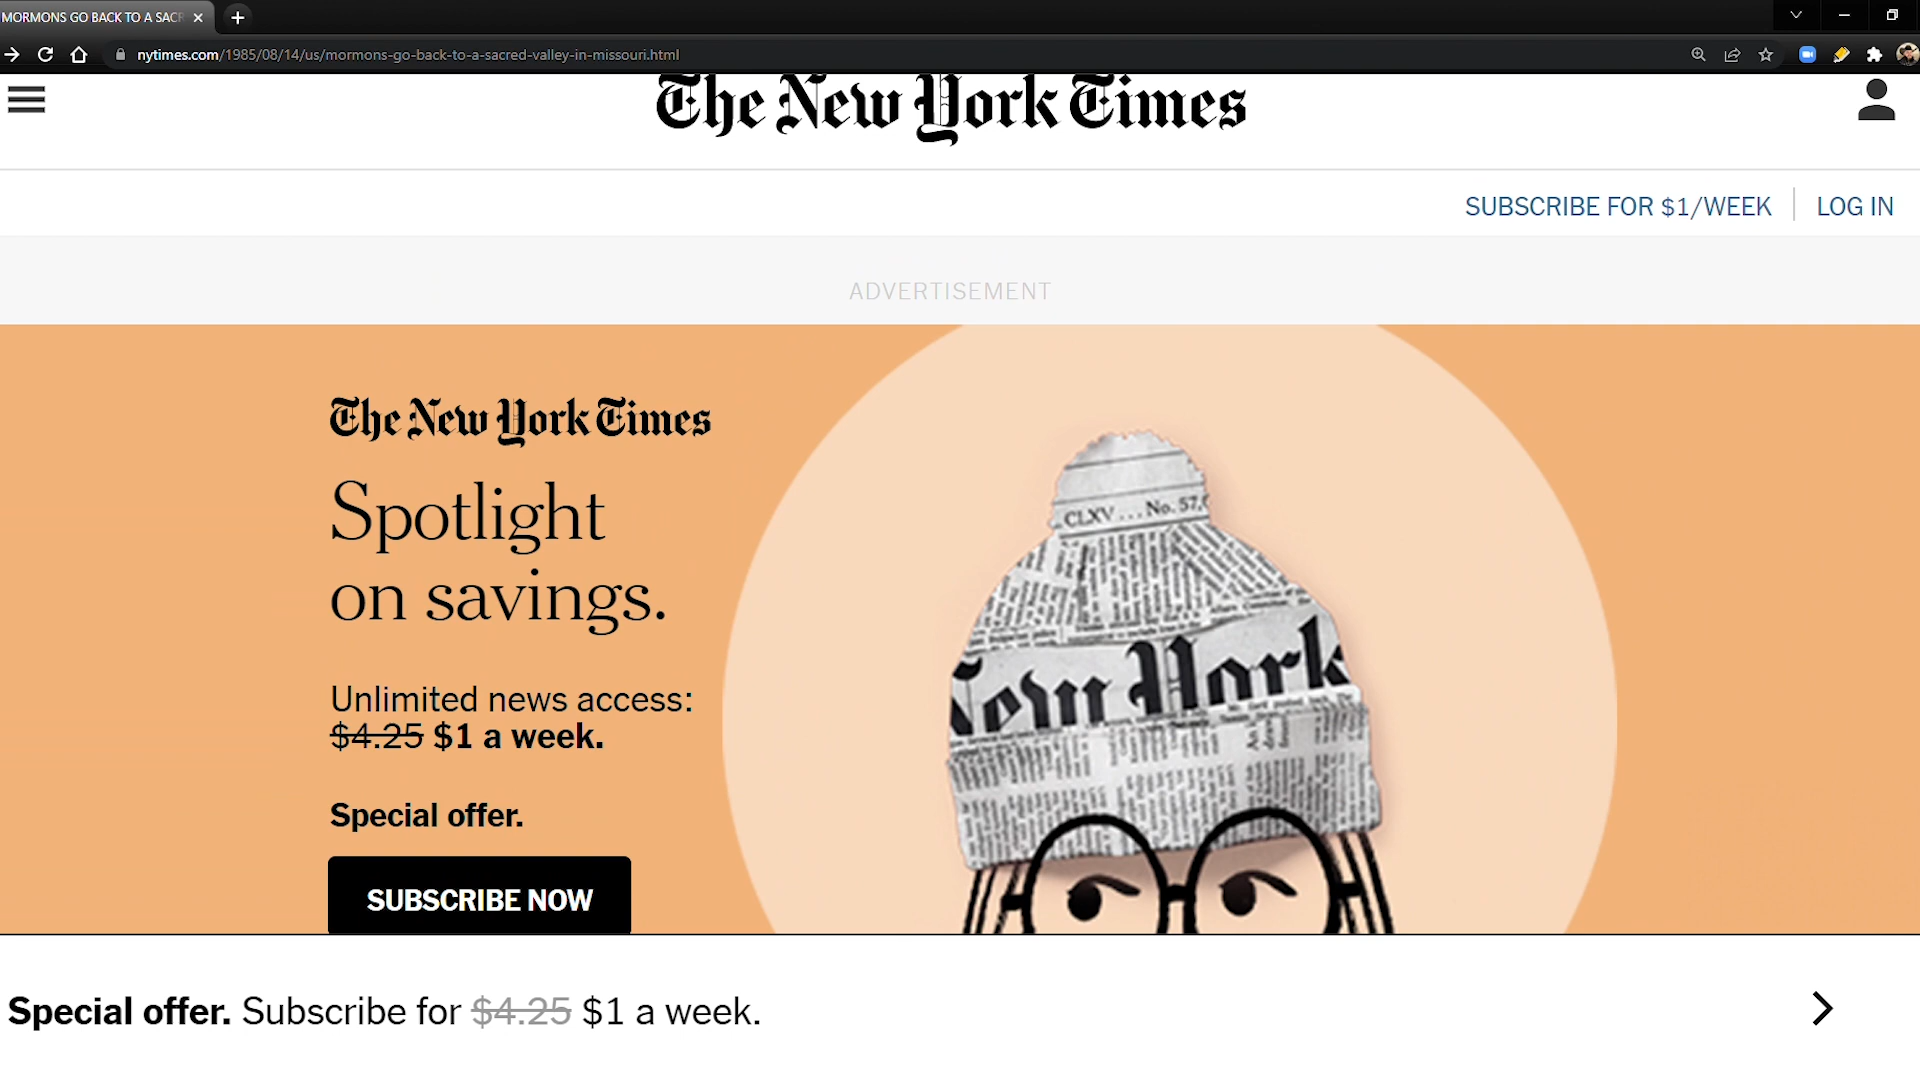 MORMONS GO BACK TO A SAC
nytimes.com/1985/08/14/us/mormons-go-back-to-a-sacred-valley-in-missouri.html
The New York Times
SUBSCRIBE FOR $1/WEEK
LOG IN
ADVERTISEMENT
The New York Times
Spotlight
on savings.
Unlimited news access:
$4.25 $1 a week.
Special offer.
SUBSCRIBE NOW
CLXV . . . No. 57,
New York
Special offer. Subscribe for $4.25 $1 a week.